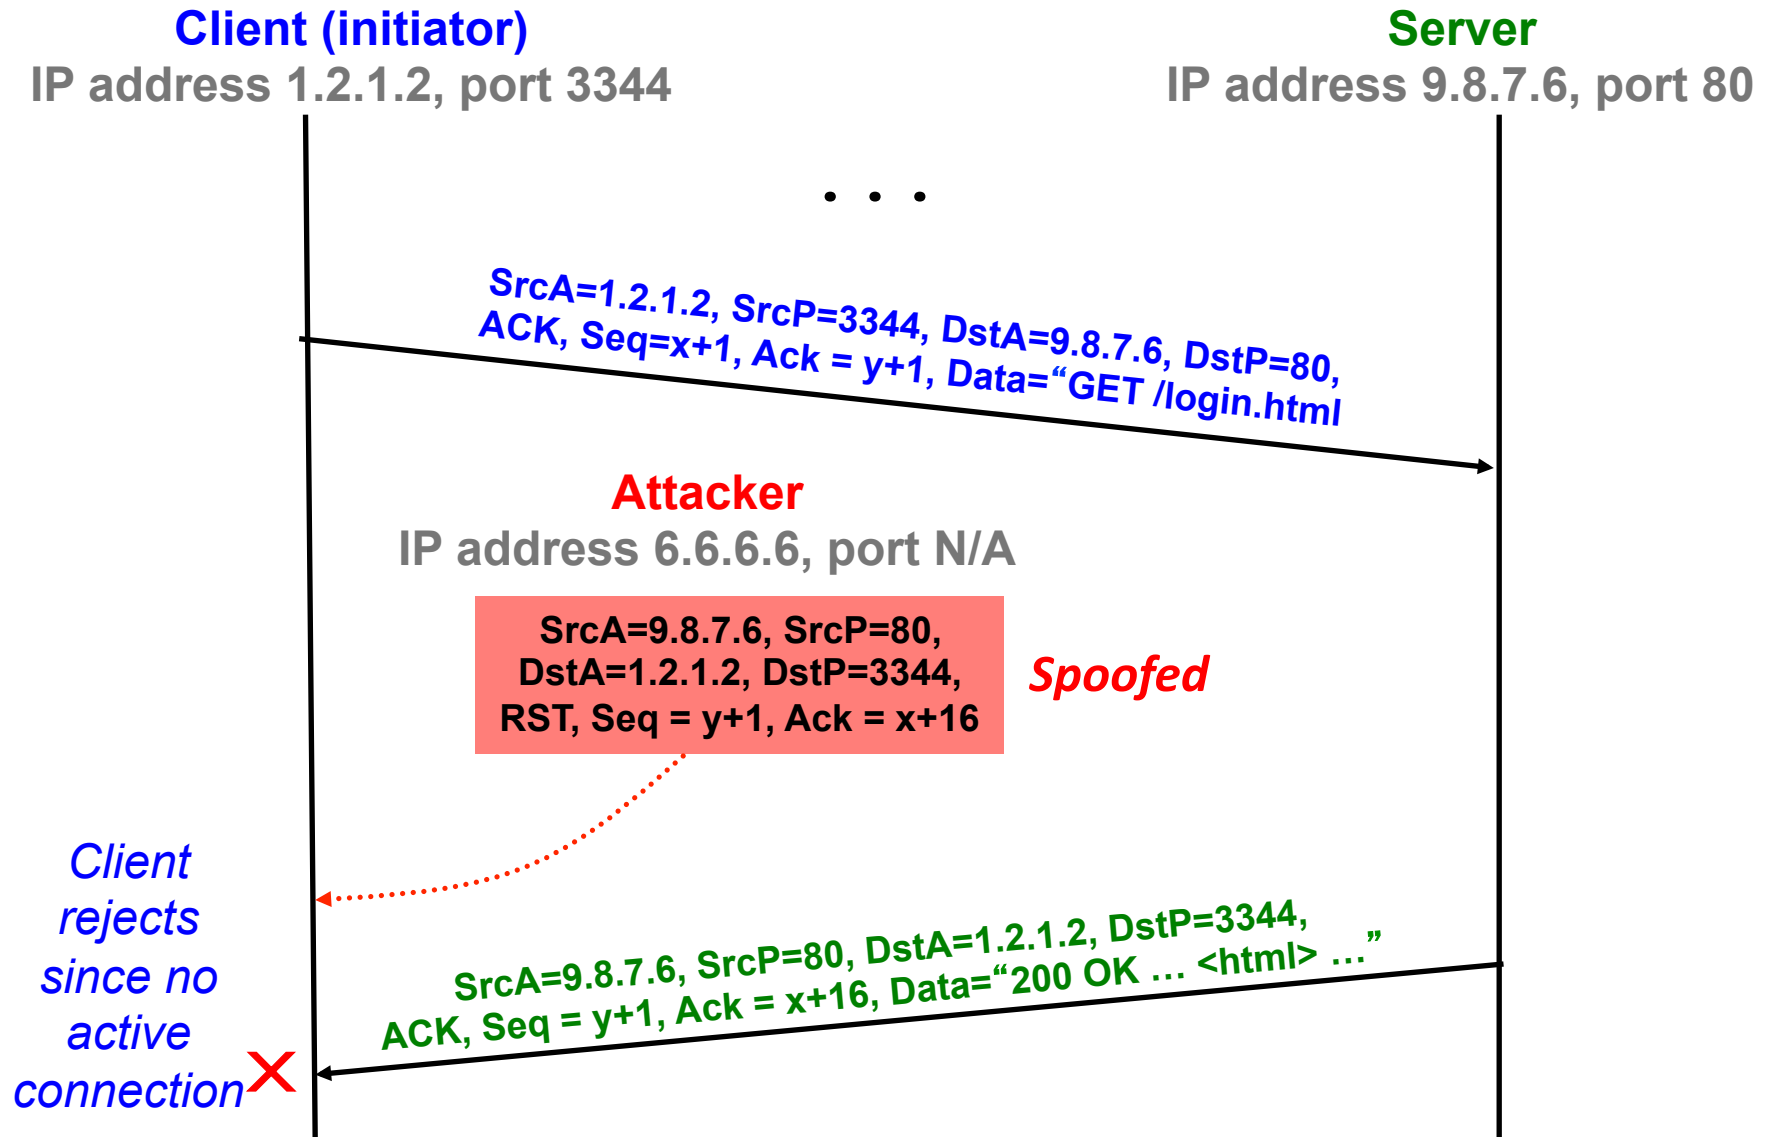 Client (initiator)
IP address 1.2.1.2, port 3344
Server
IP address 9.8.7.6, port 80
. . .
SrcA=1.2.1.2, SrcP=3344, DstA=9.8.7.6, DstP=80,
ACK, Seq=x+1, Ack = y+1, Data=“GET /login.html
Attacker
IP address 6.6.6.6, port N/A
SrcA=9.8.7.6, SrcP=80,
DstA=1.2.1.2, DstP=3344,
RST, Seq = y+1, Ack = x+16
Spoofed
Client
rejects
since no
active
connection
SrcA=9.8.7.6, SrcP=80, DstA=1.2.1.2, DstP=3344,
ACK, Seq = y+1, Ack = x+16, Data=“200 OK … <html> …”